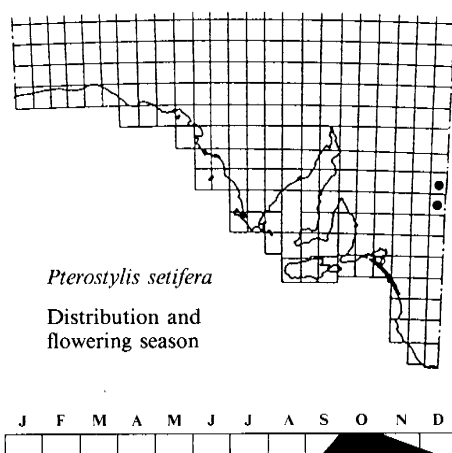 Pterostylis setifera
Distribution and
flowering season
J F M A M J J A S O N D